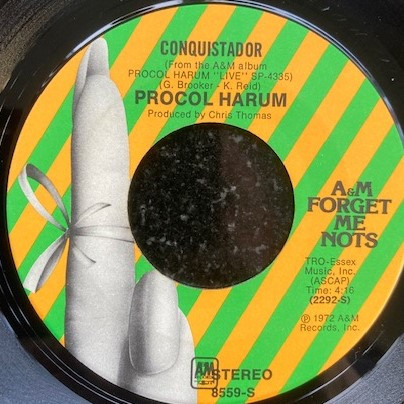 CONQUISTADOR
(From the A&M album
PROCOL HARUM "LIVE" SP-4335)
(G. Brooker - K. Reid)
PROCOL HARUM
Produced by Chris Thomas
A&M
FORGET
ME
NOTS
TRO-Essex
Music, Inc.
(ASCAP)
Time: 4:16
(2292-S)
℗ 1972 A&M
Records, Inc.
AM
STEREO
8559-S